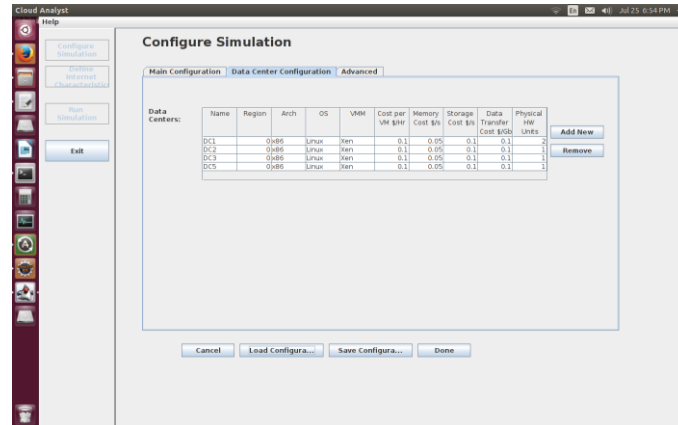 Cloud Analyst
En
Jul 25 6:54 PM
Help
Configure
Simulation
Define
Internet
Characteristic
Run
Simulation
Exit
Configure Simulation
Main Configuration
Data Center Configuration
Advanced
Data
Centers:
Name Region Arch OS VMM Cost per VM $/Hr Memory Cost $/s Storage Cost $/s Data Transfer Cost $/Gb Physical HW Units
DC1 0 x86 Linux Xen 0.1 0.05 0.1 0.1 2
DC2 0 x86 Linux Xen 0.1 0.05 0.1 0.1 1
DC3 0 x86 Linux Xen 0.1 0.05 0.1 0.1 1
DC5 0 x86 Linux Xen 0.1 0.05 0.1 0.1 1
Add New
Remove
Cancel
Load Configura...
Save Configura...
Done